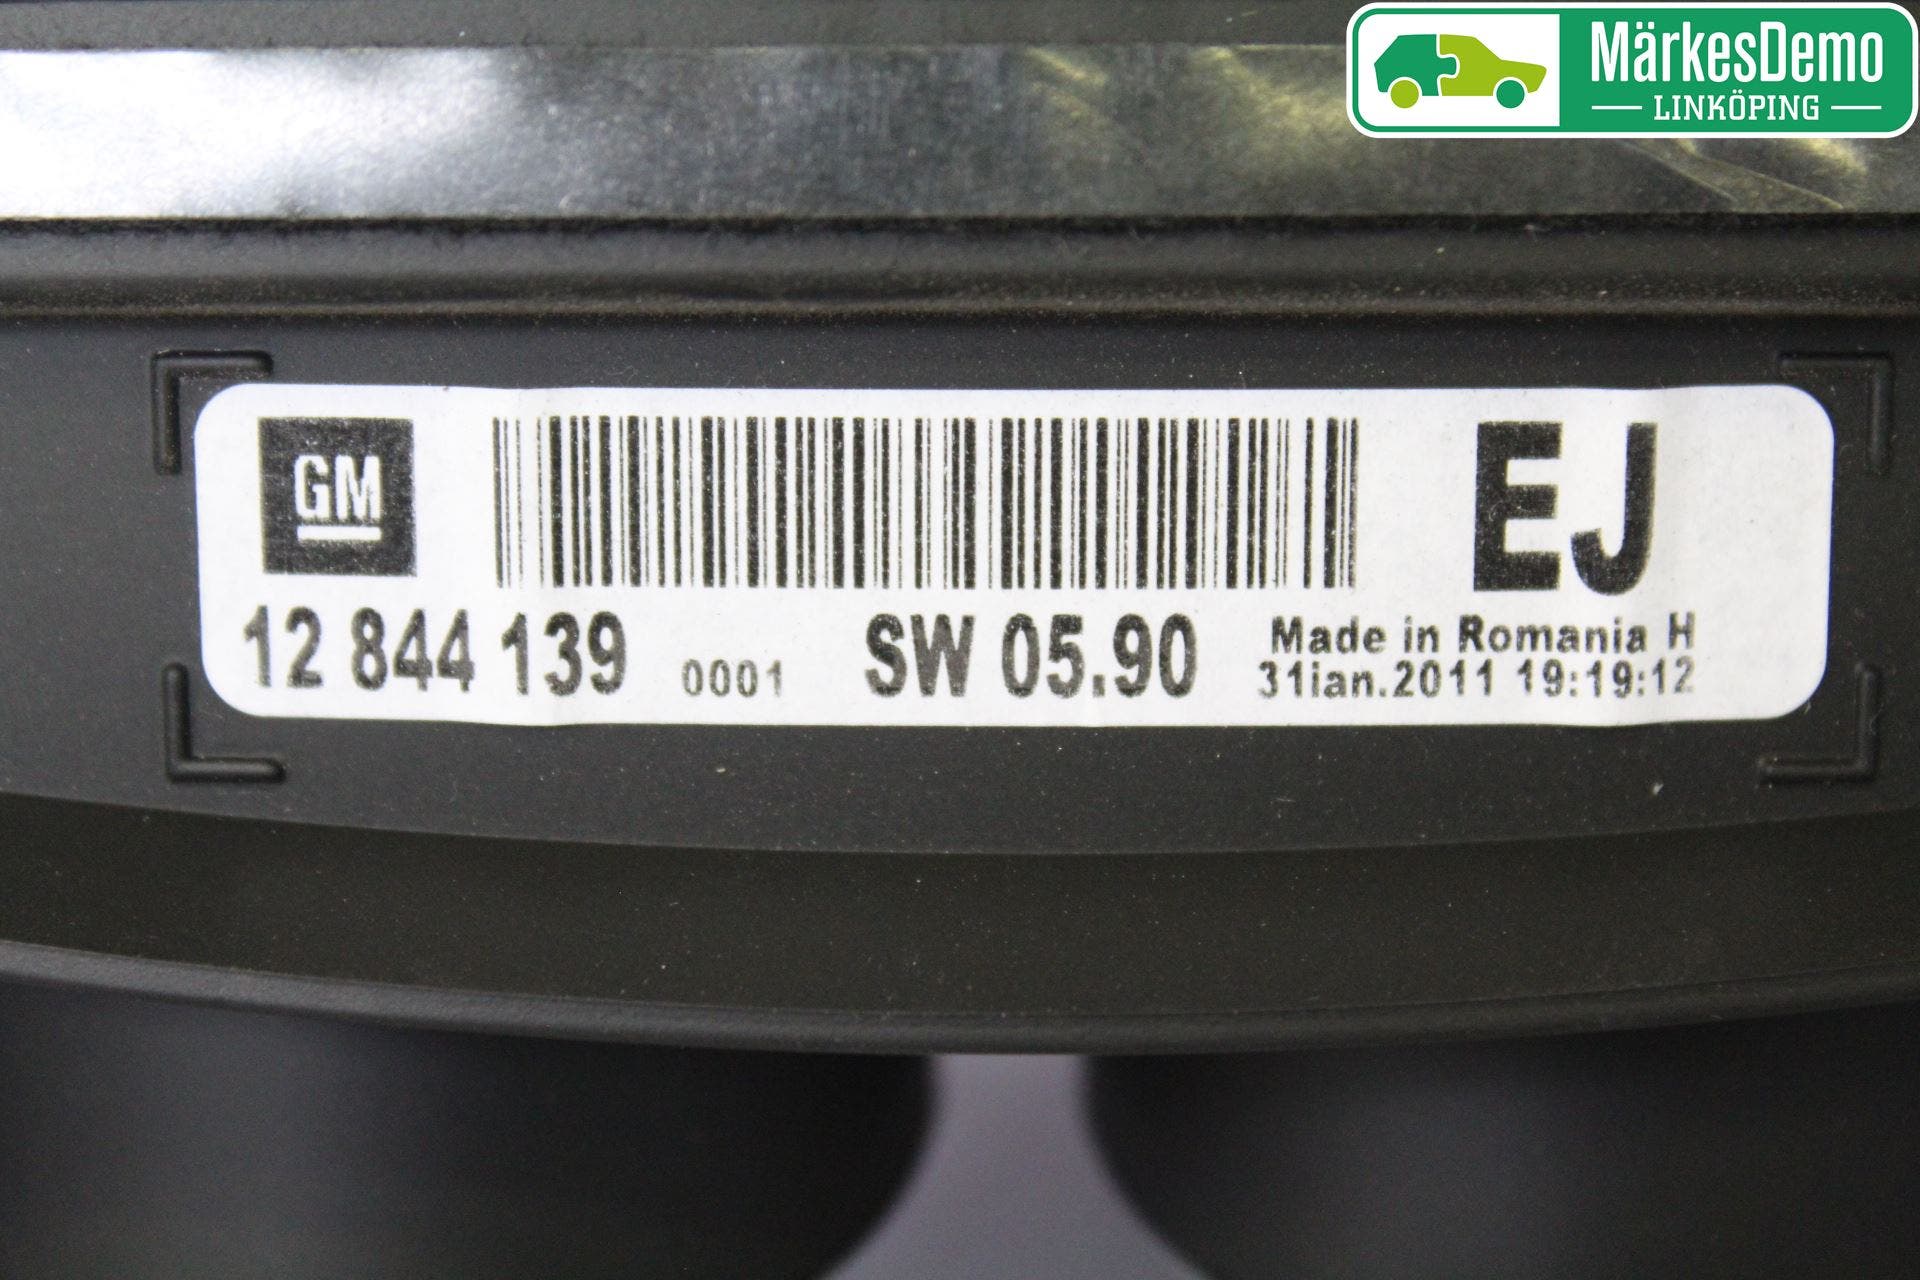 MärkesDemo
LINKÖPING
GM
EJ
12 844 139 0001 SW 05.90
Made in Romania H
31ian.2011 19:19:12